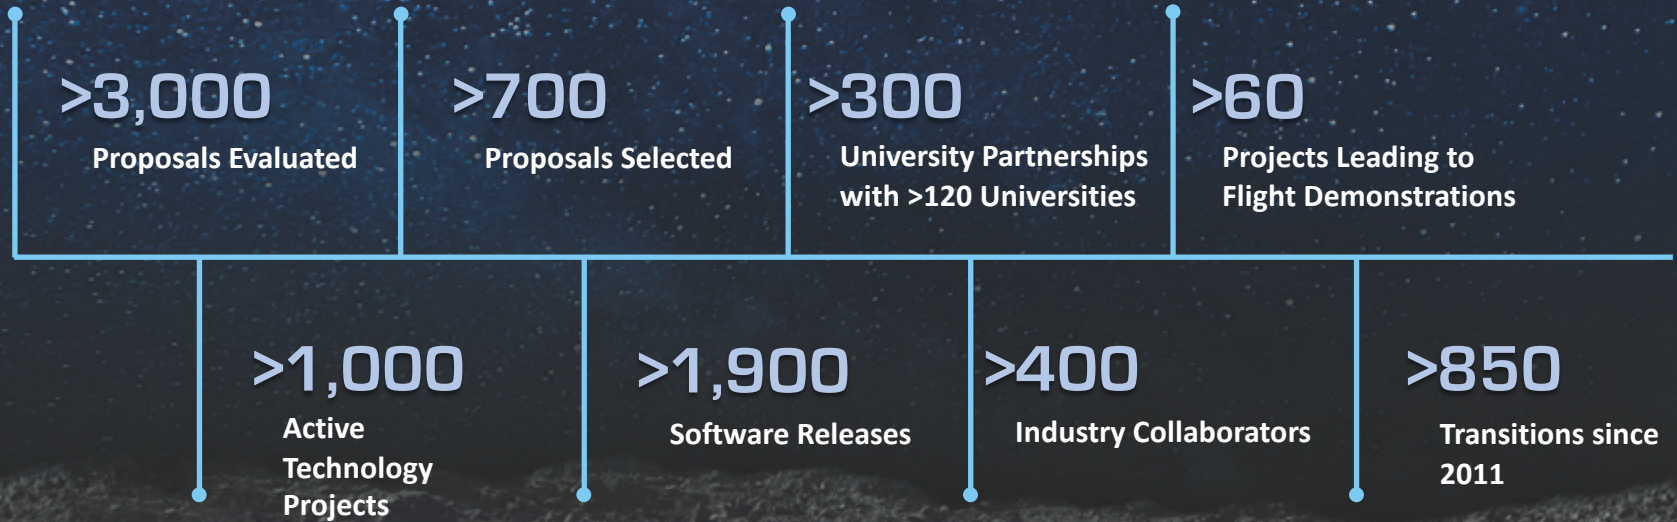 >3,000
Proposals Evaluated
>700
Proposals Selected
>300
University Partnerships
with >120 Universities
>60
Projects Leading to
Flight Demonstrations
>1,000
Active
Technology
Projects
>1,900
Software Releases
>400
Industry Collaborators
>850
Transitions since
2011